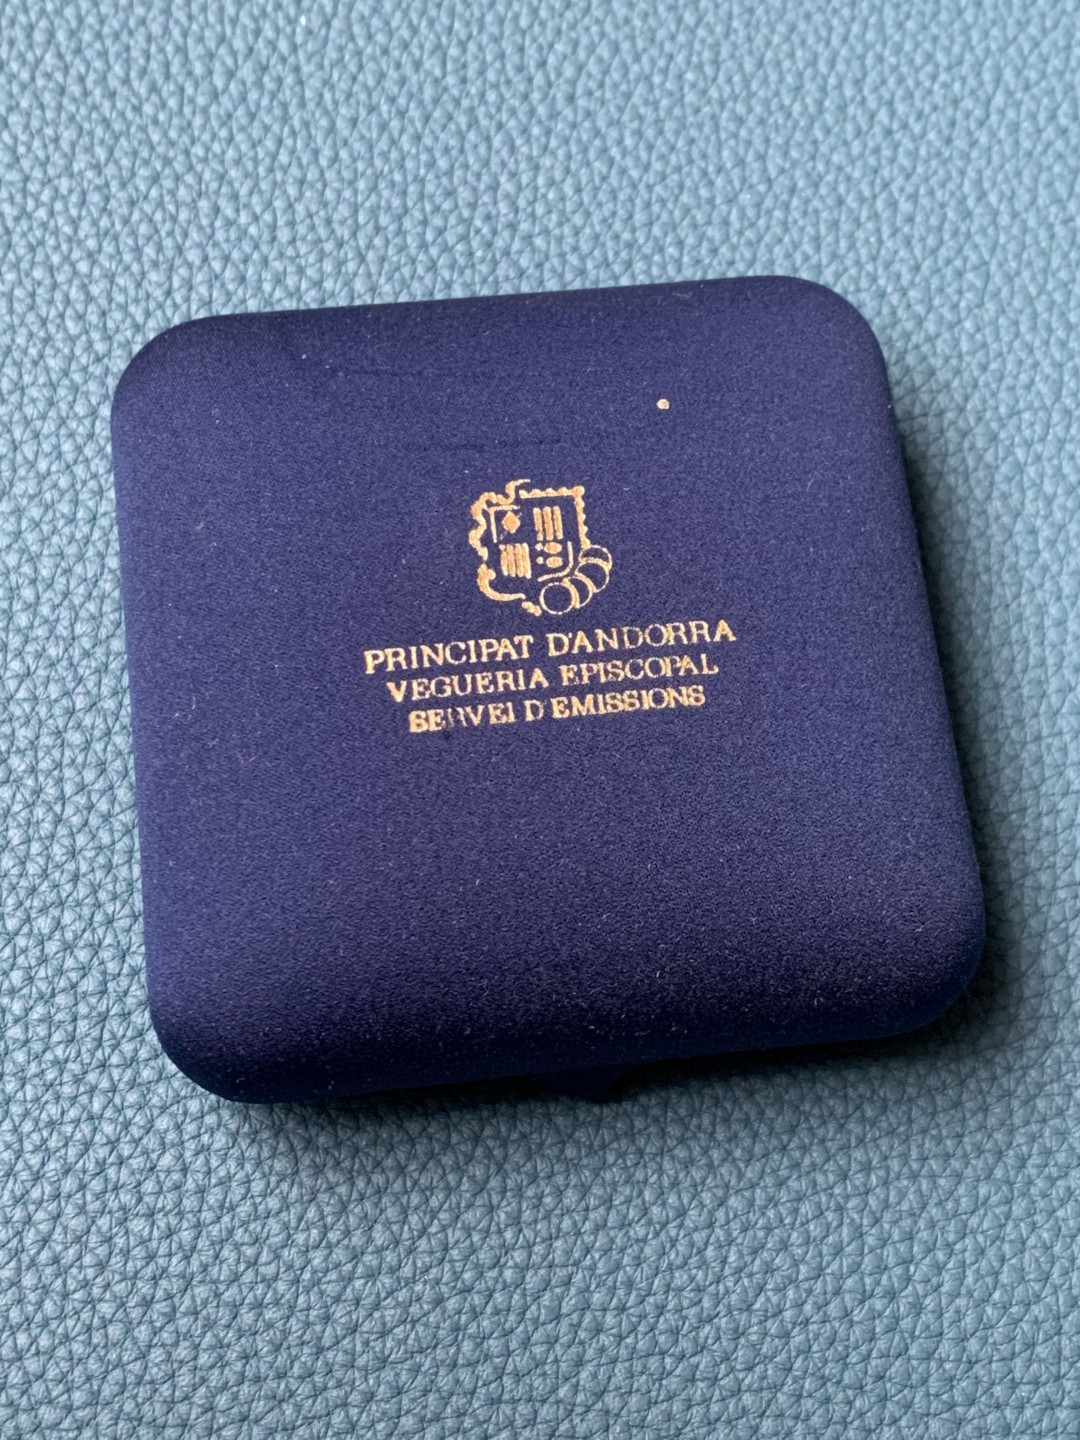 PRINCIPAT D'ANDORRA
VEGUERIA EPISCOPAL
SERVEI D'EMISSIONS